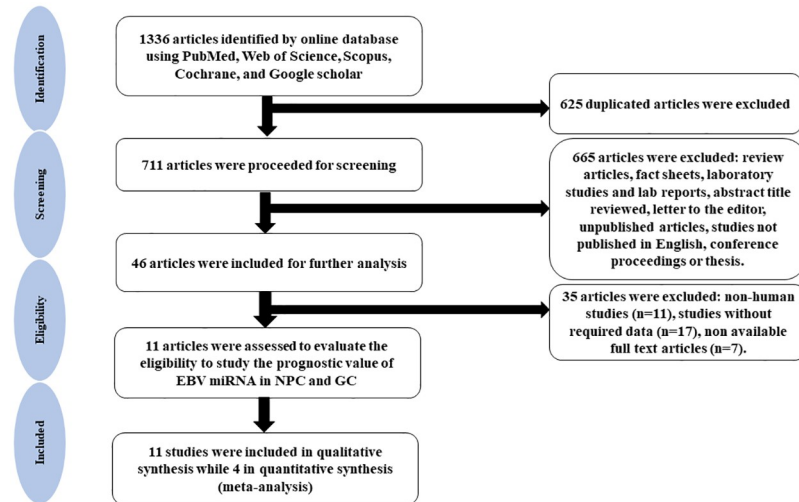 Identification
1336 articles identified by online database
using PubMed, Web of Science, Scopus,
Cochrane, and Google scholar
625 duplicated articles were excluded
Screening
711 articles were proceeded for screening
665 articles were excluded: review
articles, fact sheets, laboratory
studies and lab reports, abstract title
reviewed, letter to the editor,
unpublished articles, studies not
published in English, conference
proceedings or thesis.
46 articles were included for further analysis
Eligibility
35 articles were excluded: non-human
studies (n=11), studies without
required data (n=17), non available
full text articles (n=7).
11 articles were assessed to evaluate the
eligibility to study the prognostic value of
EBV miRNA in NPC and GC
Included
11 studies were included in qualitative
synthesis while 4 in quantitative synthesis
(meta-analysis)